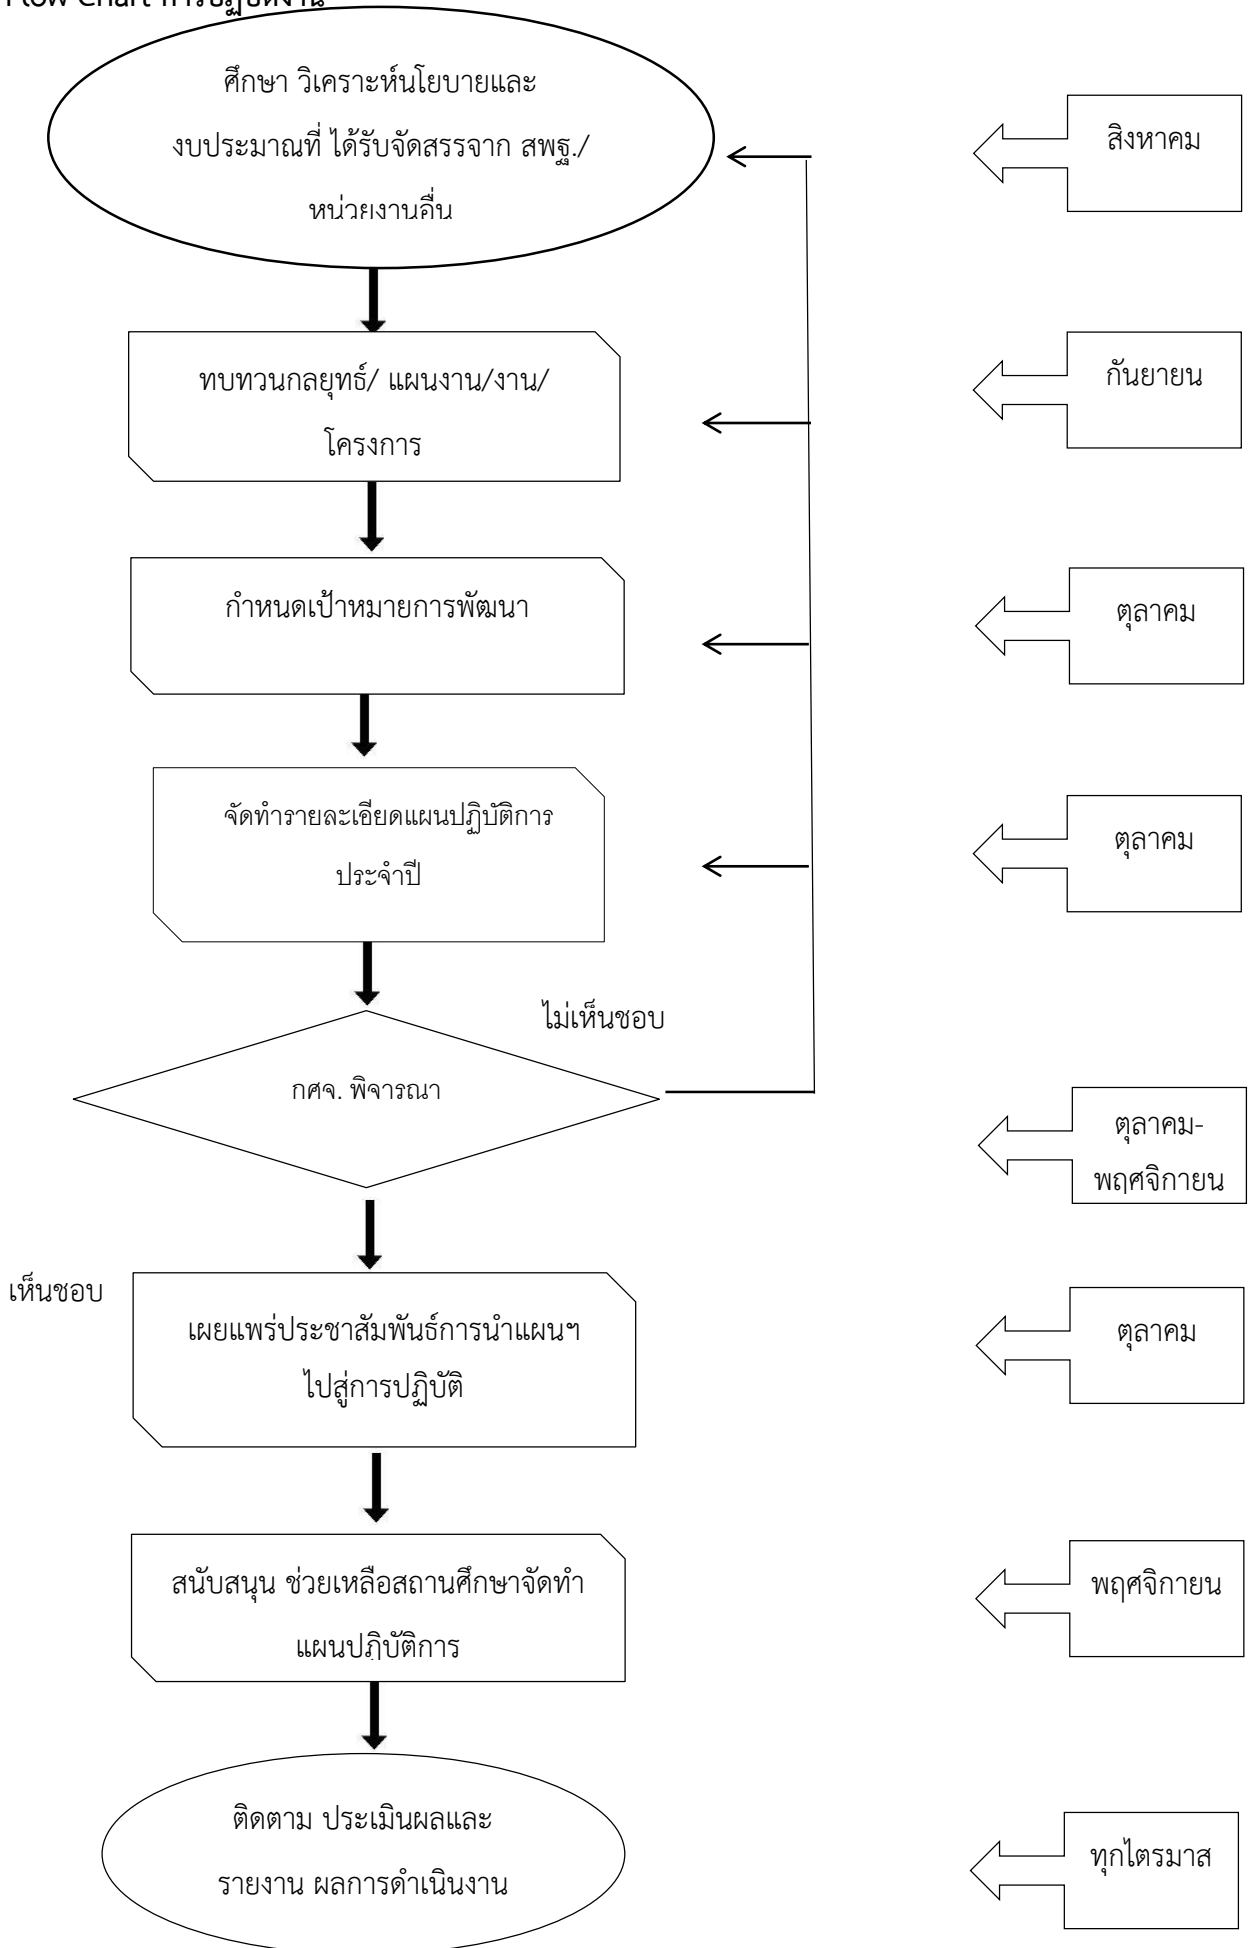 Flow Chart การปฏิบัติงาน
ศึกษา วิเคราะห์นโยบายและ
งบประมาณที่ ได้รับจัดสรรจาก สพฐ./
หน่วยงานอื่น
สิงหาคม
ทบทวนกลยุทธ์/ แผนงาน/งาน/
โครงการ
กันยายน
กำหนดเป้าหมายการพัฒนา
ตุลาคม
จัดทำรายละเอียดแผนปฏิบัติการ
ประจำปี
ตุลาคม
ไม่เห็นชอบ
กศจ. พิจารณา
ตุลาคม-
พฤศจิกายน
เห็นชอบ
เผยแพร่ประชาสัมพันธ์การนำแผนฯ
ไปสู่การปฏิบัติ
ตุลาคม
สนับสนุน ช่วยเหลือสถานศึกษาจัดทำ
แผนปฏิบัติการ
พฤศจิกายน
ติดตาม ประเมินผลและ
รายงาน ผลการดำเนินงาน
ทุกไตรมาส